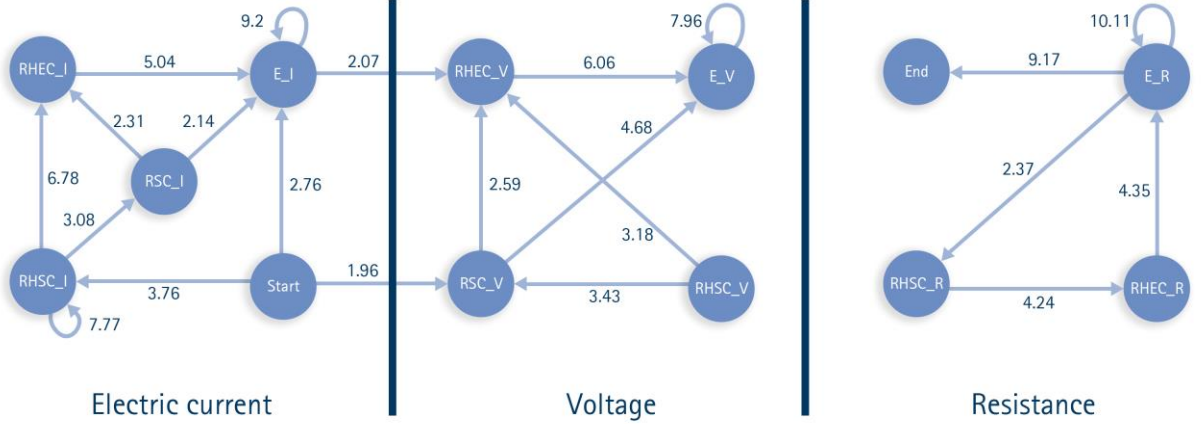 9.2
7.96
10.11
RHEC_I
5.04
E_I
2.07
RHEC_V
6.06
E_V
End
9.17
E_R
2.31
2.14
4.68
RSC_I
6.78
2.76
2.59
2.37
4.35
3.08
3.18
RHSC_I
3.76
Start
1.96
RSC_V
3.43
RHSC_V
RHSC_R
4.24
RHEC_R
7.77
Electric current
Voltage
Resistance